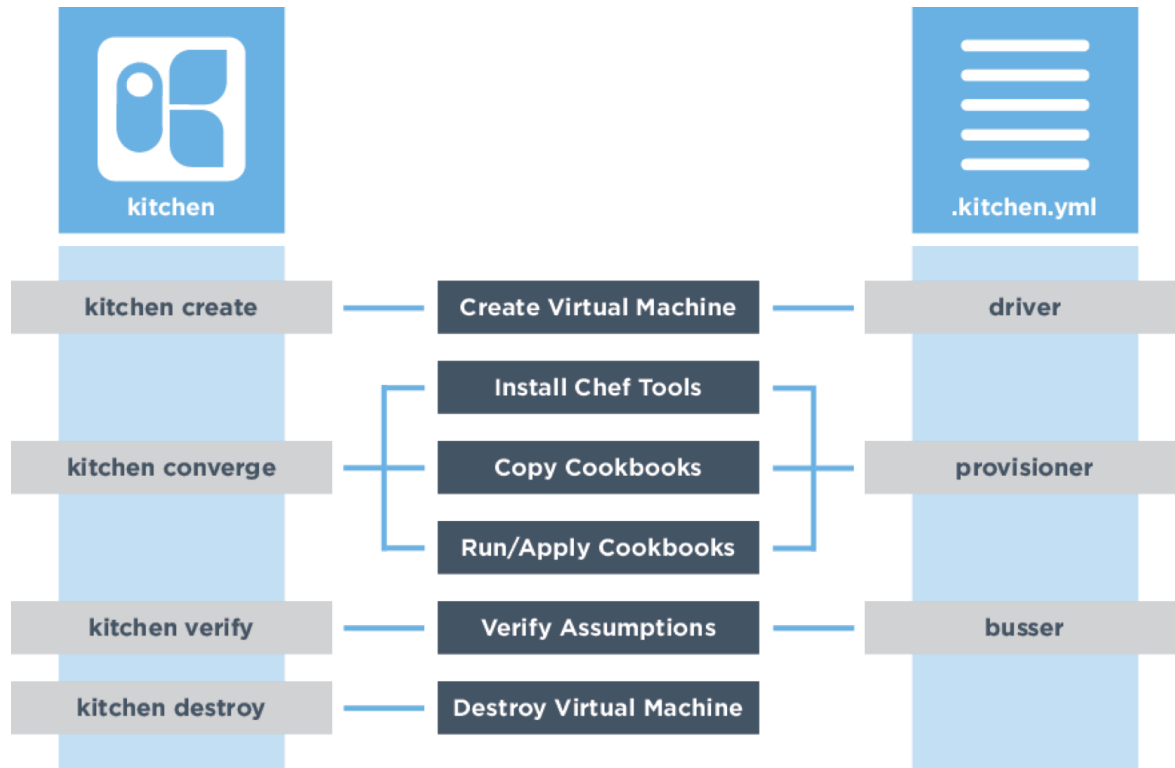 kitchen
.kitchen.yml
kitchen create
Create Virtual Machine
driver
Install Chef Tools
kitchen converge
Copy Cookbooks
provisioner
Run/Apply Cookbooks
kitchen verify
Verify Assumptions
busser
kitchen destroy
Destroy Virtual Machine